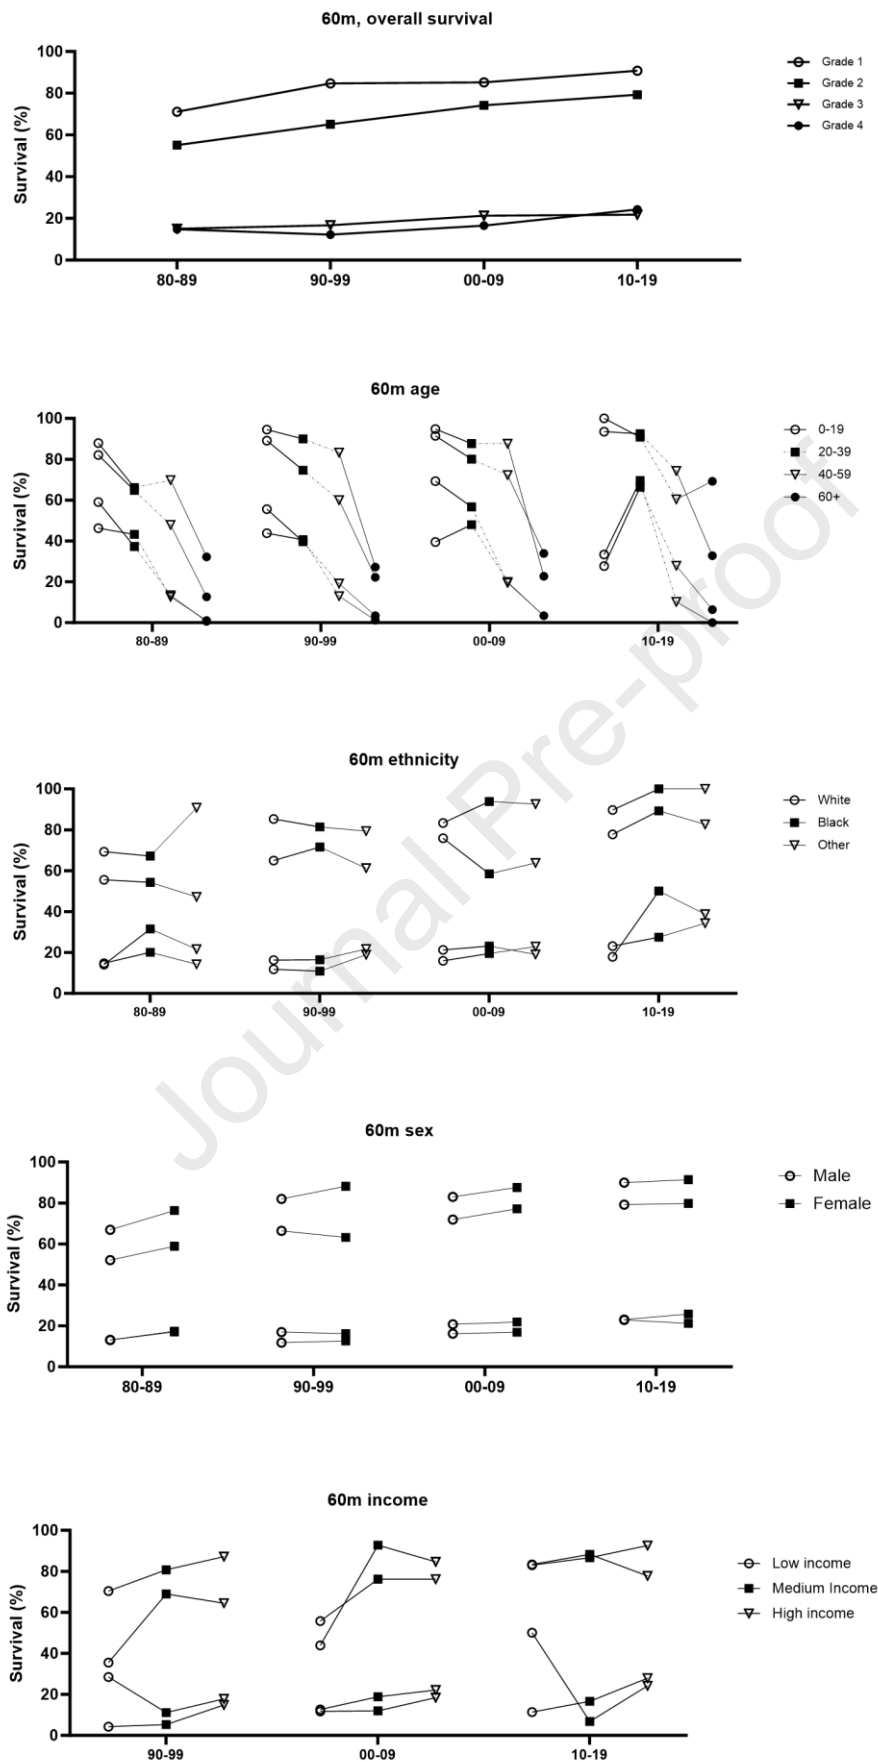 60m, overall survival
Survival (%)
100
80
60
40
20
0
80-89 90-99 00-09 10-19
Grade 1
Grade 2
Grade 3
Grade 4
60m age
Survival (%)
100
80
60
40
20
0
80-89 90-99 00-09 10-19
0-19
20-39
40-59
60+
60m ethnicity
Survival (%)
100
80
60
40
20
0
80-89 90-99 00-09 10-19
White
Black
Other
60m sex
Survival (%)
100
80
60
40
20
0
80-89 90-99 00-09 10-19
Male
Female
60m income
Survival (%)
100
80
60
40
20
0
90-99 00-09 10-19
Low income
Medium Income
High income
Journal Pre-proof